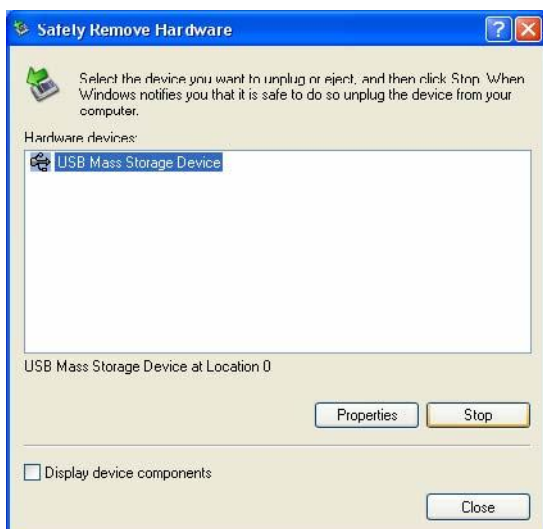 Safely Remove Hardware
Select the device you want to unplug or eject, and then click Stop. When
Windows notifies you that it is safe to do so unplug the device from your
computer.
Hardware devices:
USB Mass Storage Device
USB Mass Storage Device at Location 0
Properties
Stop
Display device components
Close